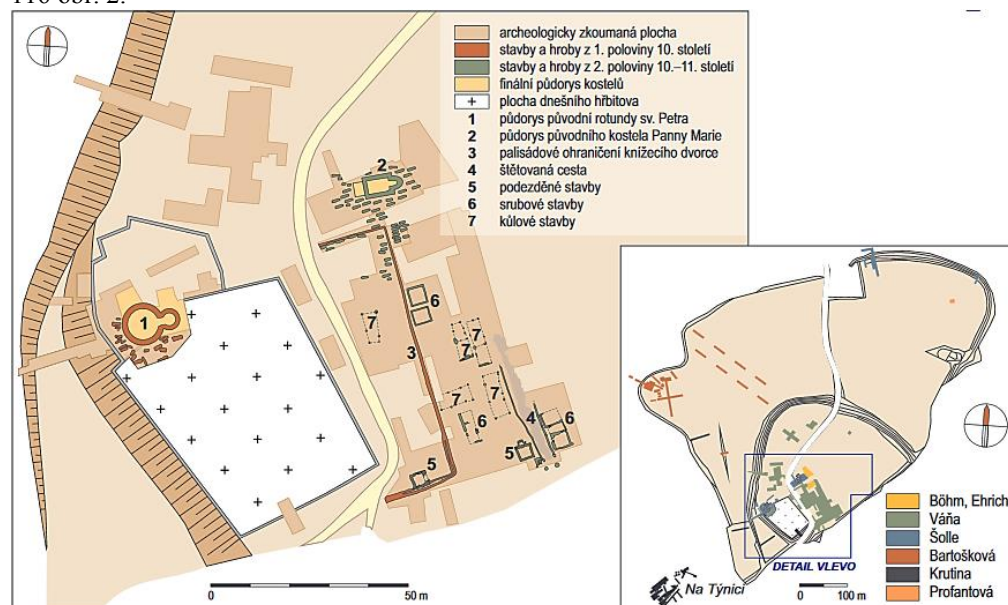 Pro obr. 2.
archeologicky zkoumaná plocha
stavby a hroby z 1. poloviny 10. století
stavby a hroby z 2. poloviny 10.–11. století
finální půdorys kostelů
plocha dnešního hřbitova
1 půdorys původní rotundy sv. Petra
2 půdorys původního kostela Panny Marie
3 palisádové ohraničení knížecího dvorce
4 štětovaná cesta
5 podezděné stavby
6 srubové stavby
7 kůlové stavby
2
6
7
7
7
1
3
7
7
6
4
6
5
5
0 50 m
Böhm, Ehrich
Váňa
Šolle
Bartošková
Krutina
Profantová
DETAIL VLEVO
Na Týnici
0 100 m